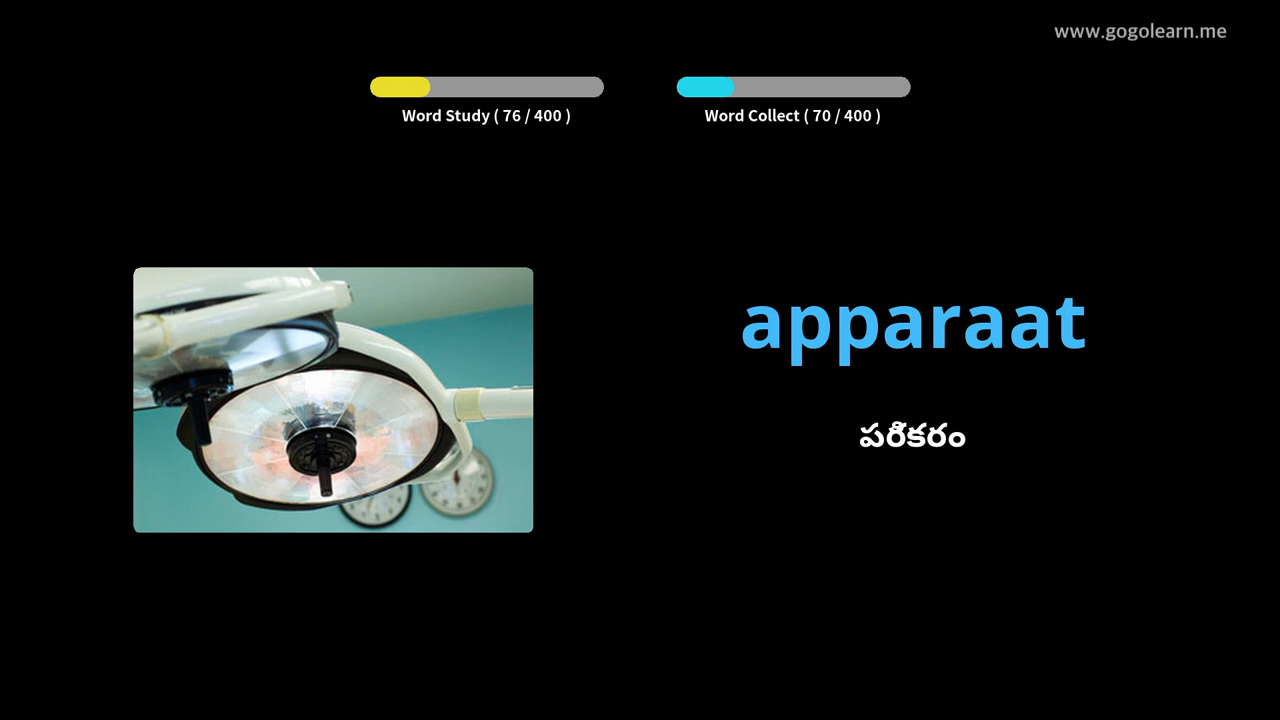 www.gogolearn.me
Word Study ( 76 / 400 )
Word Collect ( 70 / 400 )
apparaat
పరికరం